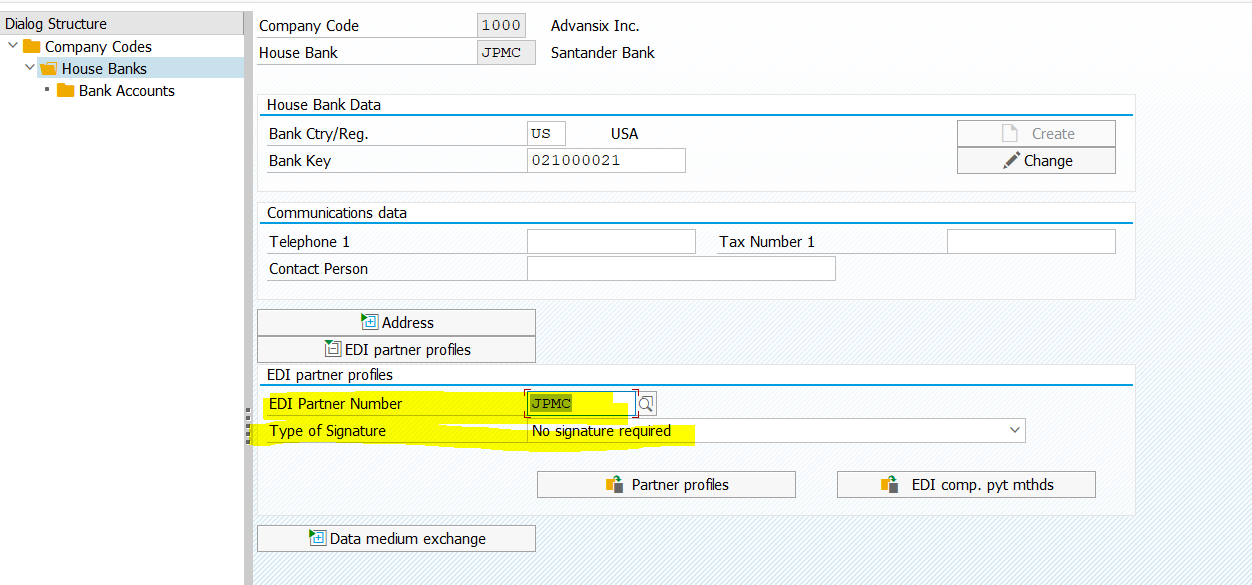 Dialog Structure
Company Codes
House Banks
Bank Accounts
Company Code 1000 Advansix Inc.
House Bank JPMC Santander Bank
House Bank Data
Bank Ctry/Reg. US USA
Create
Bank Key 021000021
Change
Communications data
Telephone 1 Tax Number 1
Contact Person
Address
EDI partner profiles
EDI partner profiles
EDI Partner Number JPMC
Type of Signature No signature required
Partner profiles EDI comp. pyt mthds
Data medium exchange